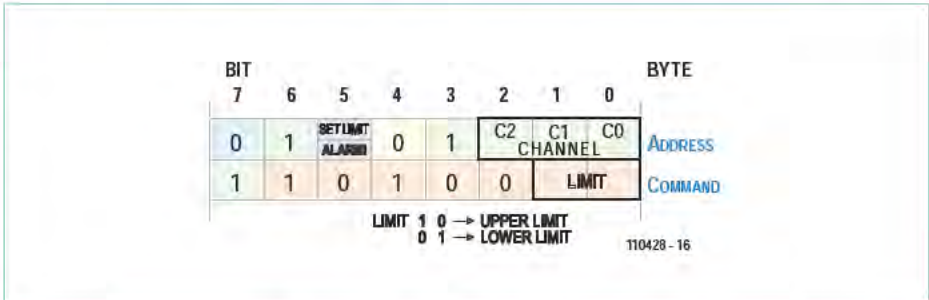 BIT BYTE
7 6 5 4 3 2 1 0
0 1 SET LIMIT ALARM 0 1 C2 C1 C0 CHANNEL ADDRESS
1 1 0 1 0 0 LIMIT COMMAND
LIMIT 1 0 → UPPER LIMIT
0 1 → LOWER LIMIT
110428 - 16